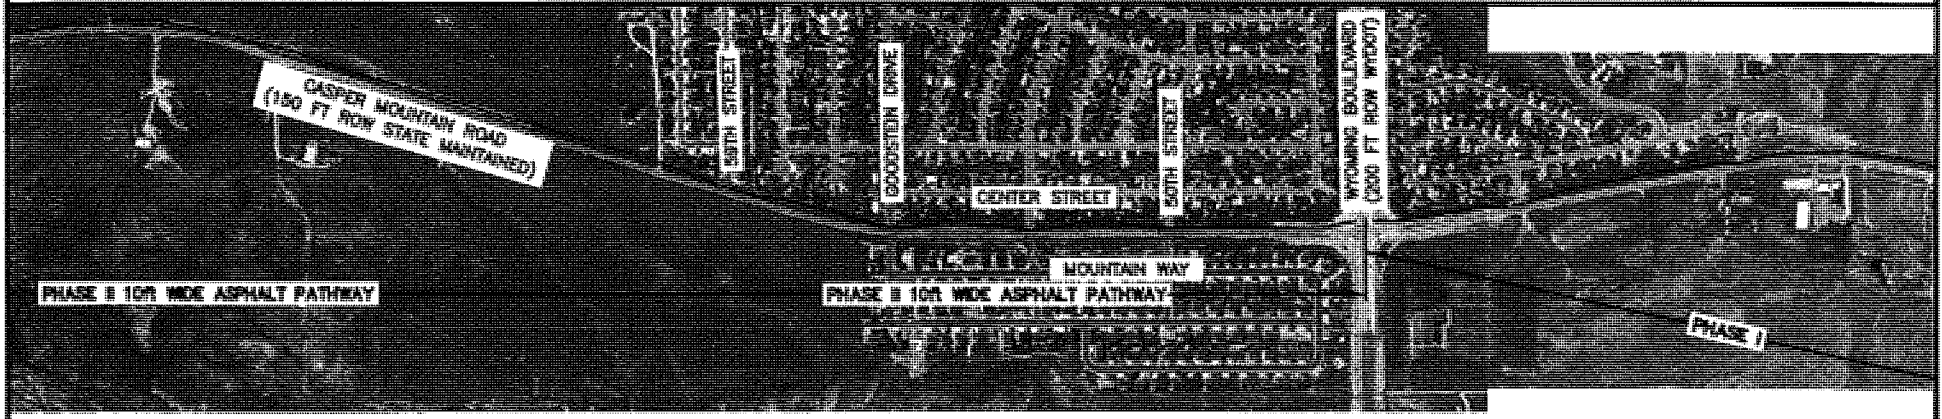 CASPER MOUNTAIN ROAD
(150 FT ROW STATE MAINTAINED)
59TH STREET
GOODSTEIN DRIVE
CENTER STREET
50TH STREET
WYOMING BOULEVARD
(200 FT ROW WYDOT)
MOUNTAIN WAY
PHASE II 10ft WIDE ASPHALT PATHWAY
PHASE II 10ft WIDE ASPHALT PATHWAY
PHASE I